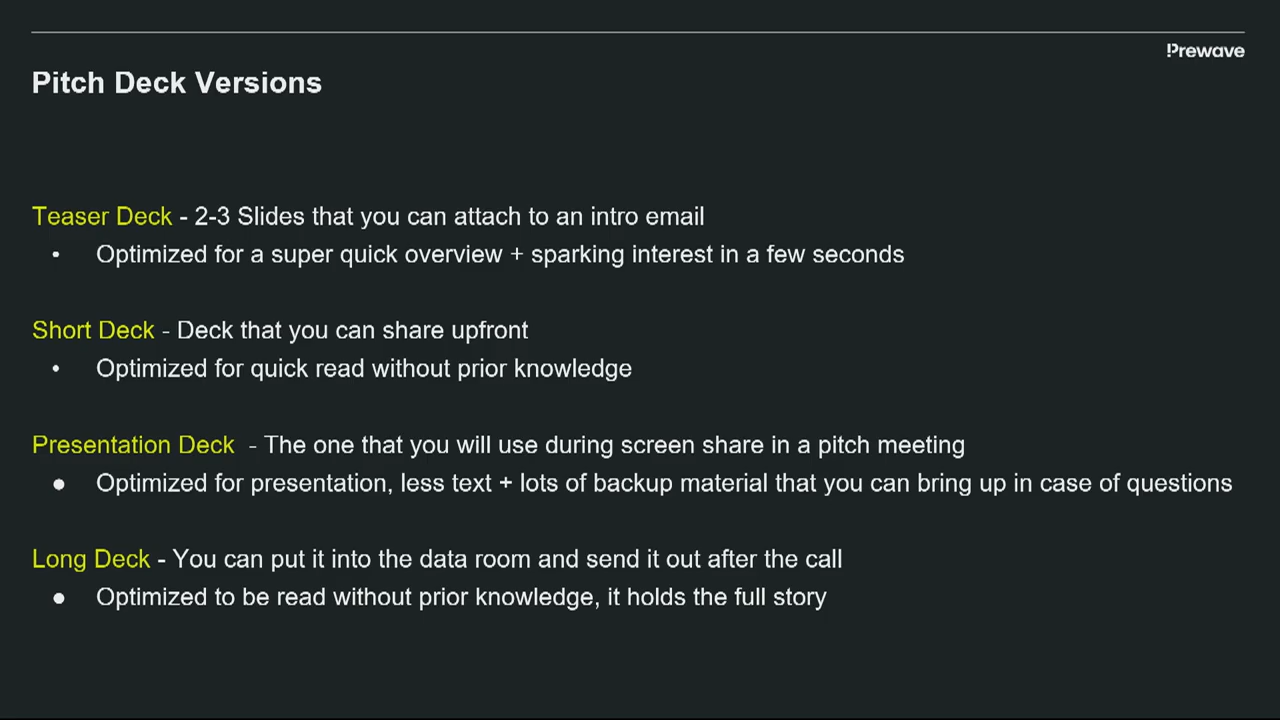 Prewave
Pitch Deck Versions
Teaser Deck - 2-3 Slides that you can attach to an intro email
• Optimized for a super quick overview + sparking interest in a few seconds
Short Deck - Deck that you can share upfront
• Optimized for quick read without prior knowledge
Presentation Deck - The one that you will use during screen share in a pitch meeting
● Optimized for presentation, less text + lots of backup material that you can bring up in case of questions
Long Deck - You can put it into the data room and send it out after the call
● Optimized to be read without prior knowledge, it holds the full story